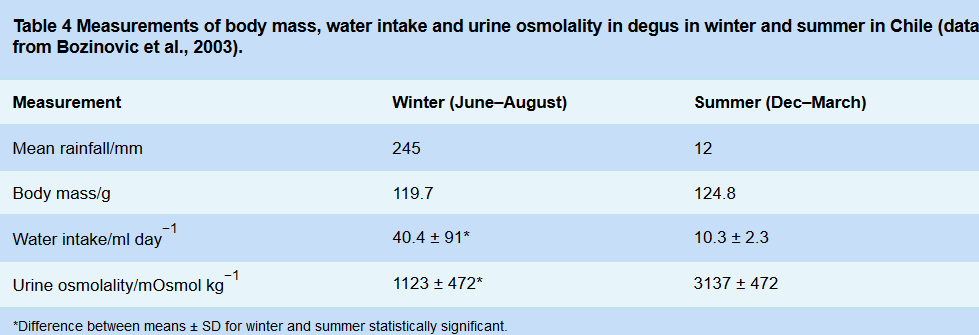 Table 4 Measurements of body mass, water intake and urine osmolality in degus in winter and summer in Chile (data
from Bozinovic et al., 2003).
Measurement Winter (June–August) Summer (Dec–March)
Mean rainfall/mm 245 12
Body mass/g 119.7 124.8
Water intake/ml day−1 40.4 ± 91* 10.3 ± 2.3
Urine osmolality/mOsmol kg−1 1123 ± 472* 3137 ± 472
*Difference between means ± SD for winter and summer statistically significant.